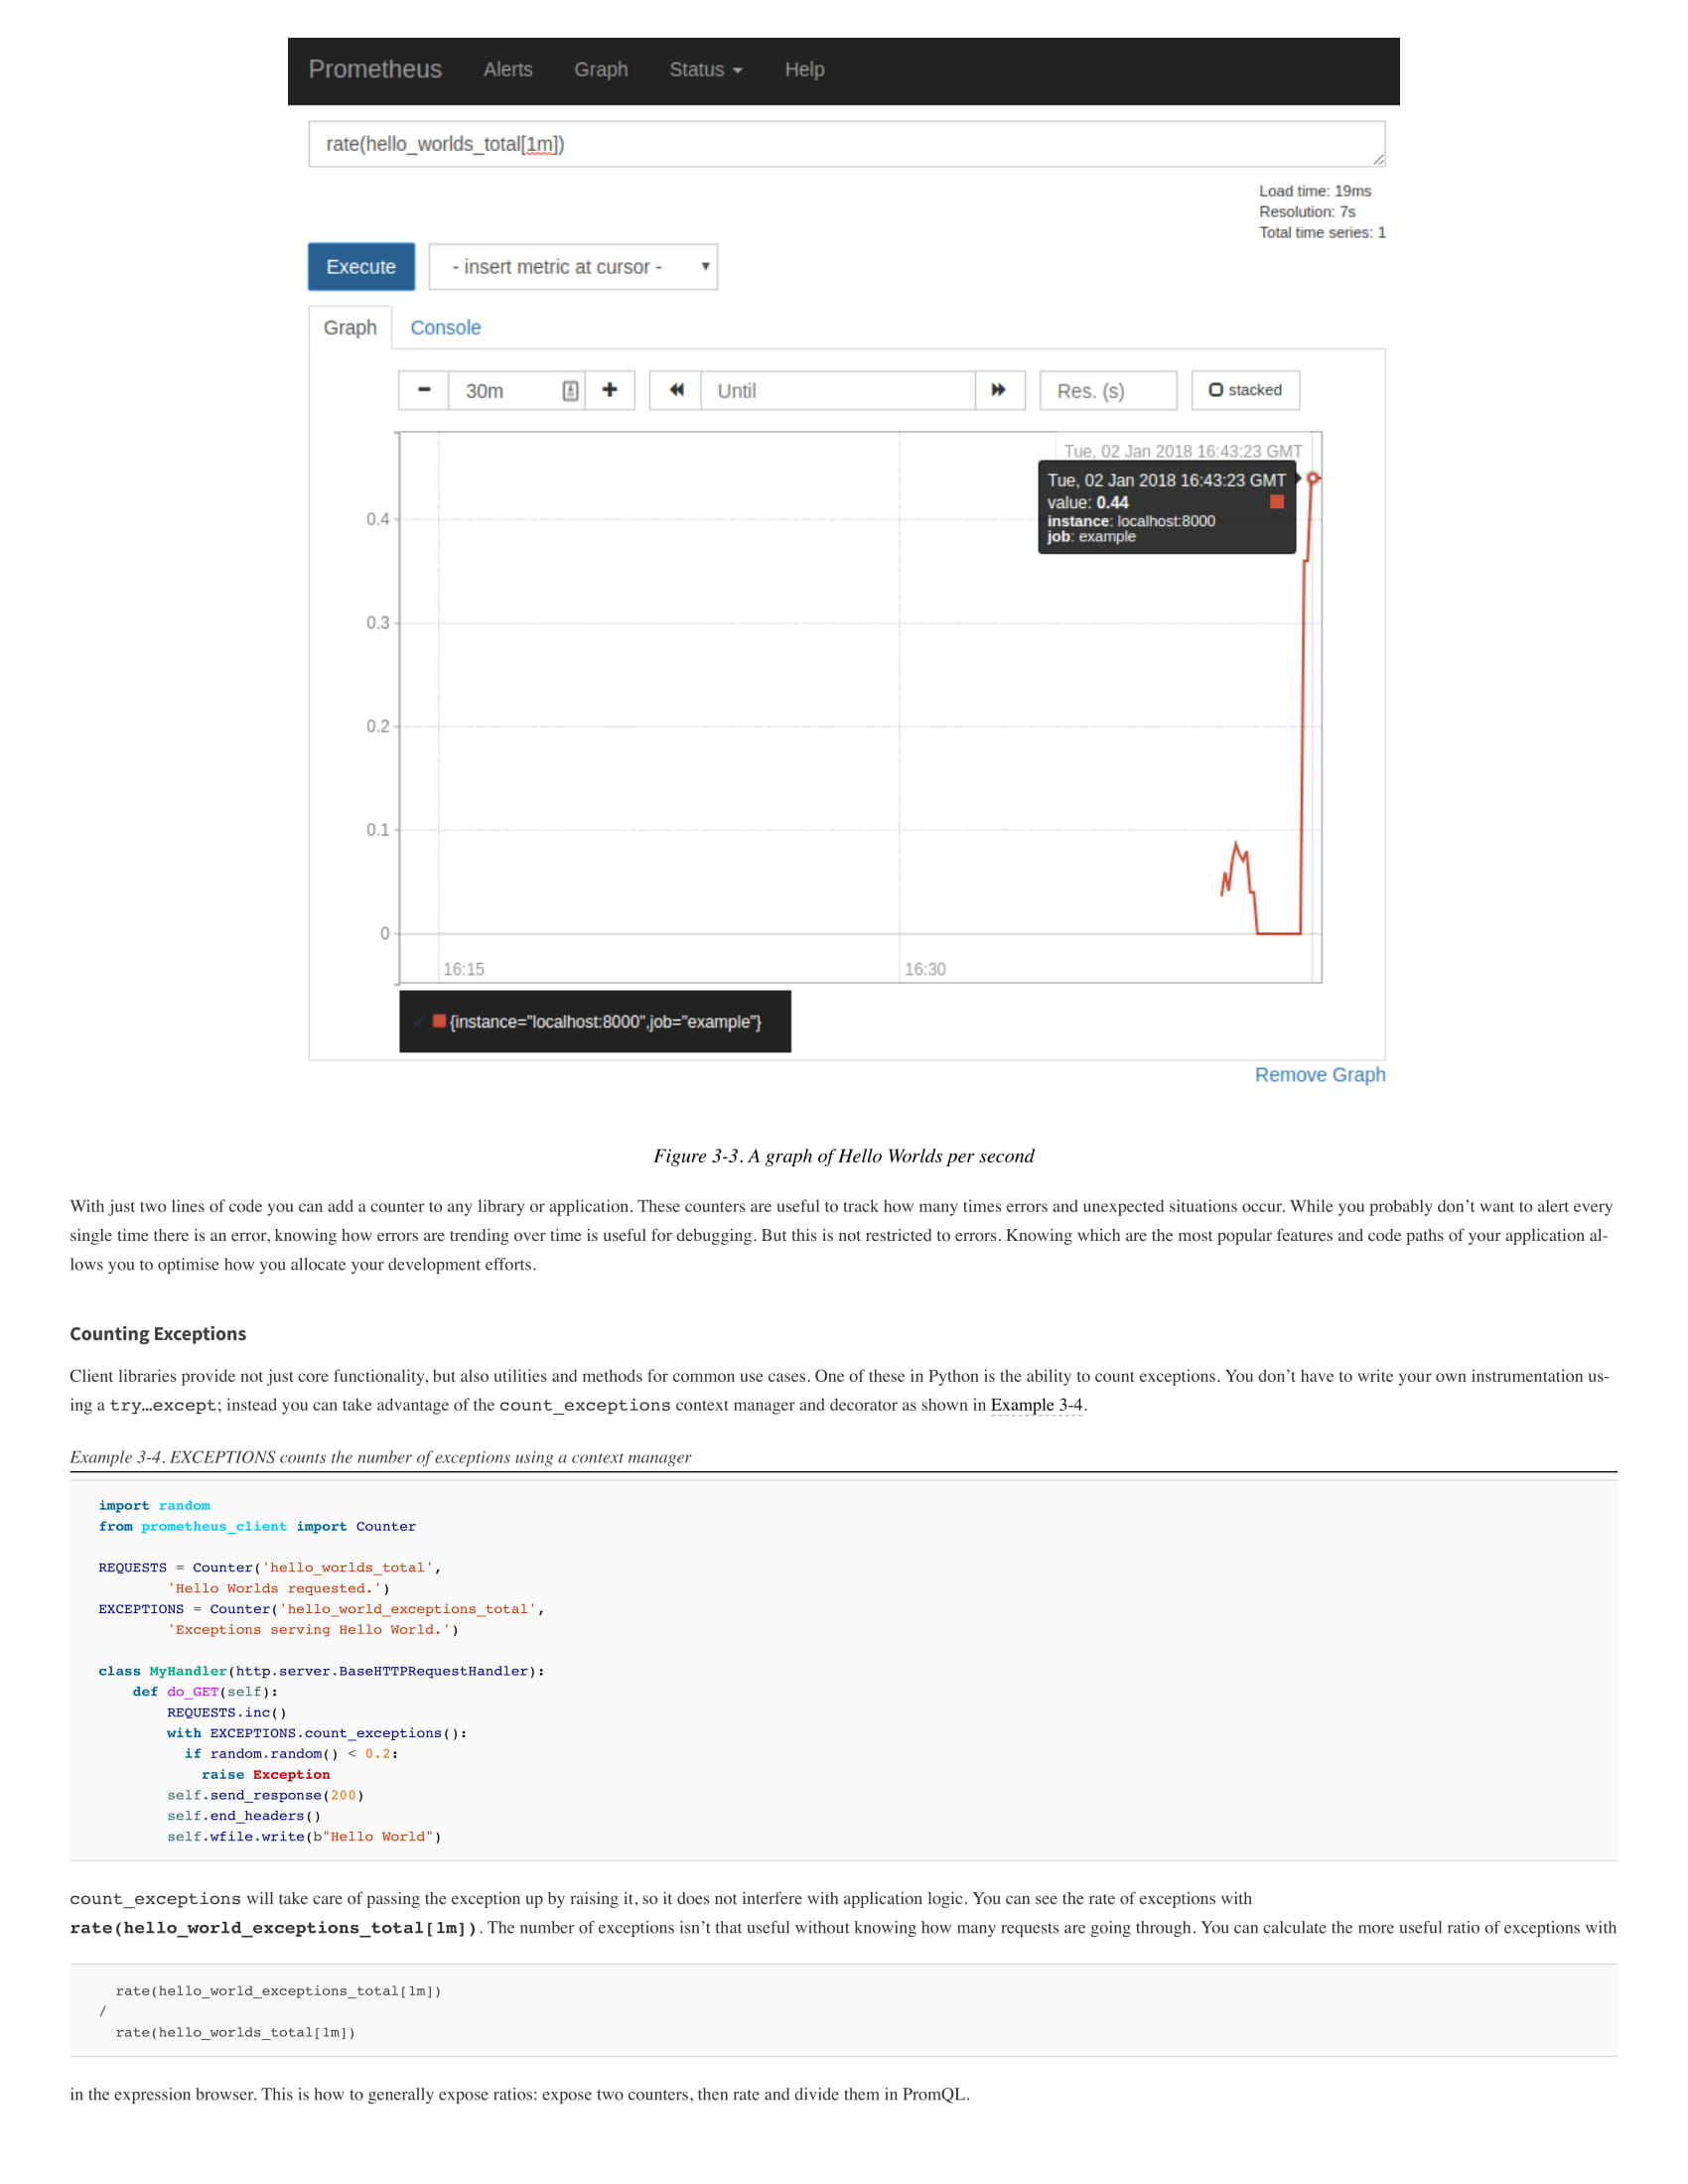 Prometheus Alerts Graph Status Help
rate(hello_worlds_total[1m])
Load time: 19ms
Resolution: 7s
Total time series: 1
Execute - insert metric at cursor -
Graph Console
30m Until Res. (s) stacked
Tue, 02 Jan 2018 16:43:23 GMT
Tue, 02 Jan 2018 16:43:23 GMT
value: 0.44
instance: localhost:8000
job: example
0.4
0.3
0.2
0.1
0
16:15 16:30
{instance="localhost:8000",job="example"}
Remove Graph
Figure 3-3. A graph of Hello Worlds per second
With just two lines of code you can add a counter to any library or application. These counters are useful to track how many times errors and unexpected situations occur. While you probably don’t want to alert every
single time there is an error, knowing how errors are trending over time is useful for debugging. But this is not restricted to errors. Knowing which are the most popular features and code paths of your application al-
lows you to optimise how you allocate your development efforts.
Counting Exceptions
Client libraries provide not just core functionality, but also utilities and methods for common use cases. One of these in Python is the ability to count exceptions. You don’t have to write your own instrumentation us-
ing a try…except; instead you can take advantage of the count_exceptions context manager and decorator as shown in Example 3-4.
Example 3-4. EXCEPTIONS counts the number of exceptions using a context manager
import random
from prometheus_client import Counter
REQUESTS = Counter('hello_worlds_total',
        'Hello Worlds requested.')
EXCEPTIONS = Counter('hello_world_exceptions_total',
        'Exceptions serving Hello World.')
class MyHandler(http.server.BaseHTTPRequestHandler):
    def do_GET(self):
        REQUESTS.inc()
        with EXCEPTIONS.count_exceptions():
          if random.random() < 0.2:
            raise Exception
        self.send_response(200)
        self.end_headers()
        self.wfile.write(b"Hello World")
count_exceptions will take care of passing the exception up by raising it, so it does not interfere with application logic. You can see the rate of exceptions with
rate(hello_world_exceptions_total[1m]). The number of exceptions isn’t that useful without knowing how many requests are going through. You can calculate the more useful ratio of exceptions with
  rate(hello_world_exceptions_total[1m])
/
  rate(hello_worlds_total[1m])
in the expression browser. This is how to generally expose ratios: expose two counters, then rate and divide them in PromQL.